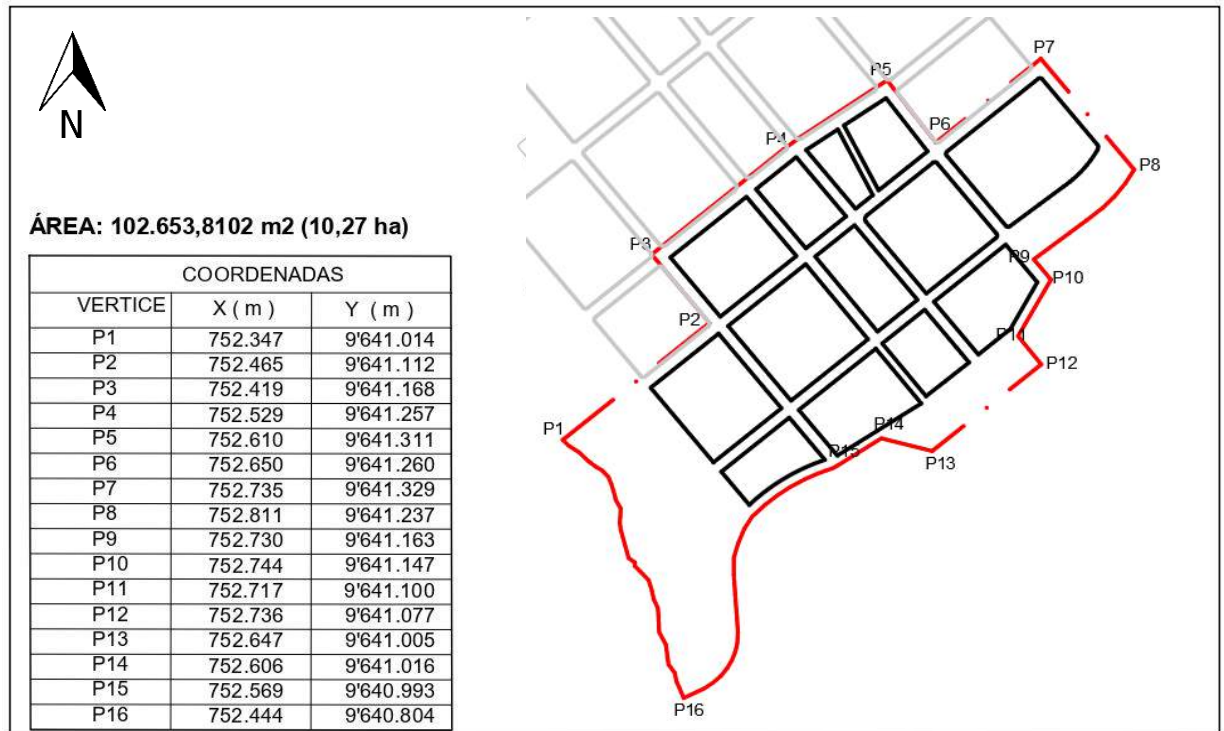 N
ÁREA: 102.653,8102 m2 (10,27 ha)
COORDENADAS
VERTICE X ( m ) Y ( m )
P1 752.347 9'641.014
P2 752.465 9'641.112
P3 752.419 9'641.168
P4 752.529 9'641.257
P5 752.610 9'641.311
P6 752.650 9'641.260
P7 752.735 9'641.329
P8 752.811 9'641.237
P9 752.730 9'641.163
P10 752.744 9'641.147
P11 752.717 9'641.100
P12 752.736 9'641.077
P13 752.647 9'641.005
P14 752.606 9'641.016
P15 752.569 9'640.993
P16 752.444 9'640.804
P7
P5
P6
P4
P8
P3
P9
P10
P2
P11
P12
P1
P14
P15
P13
P16